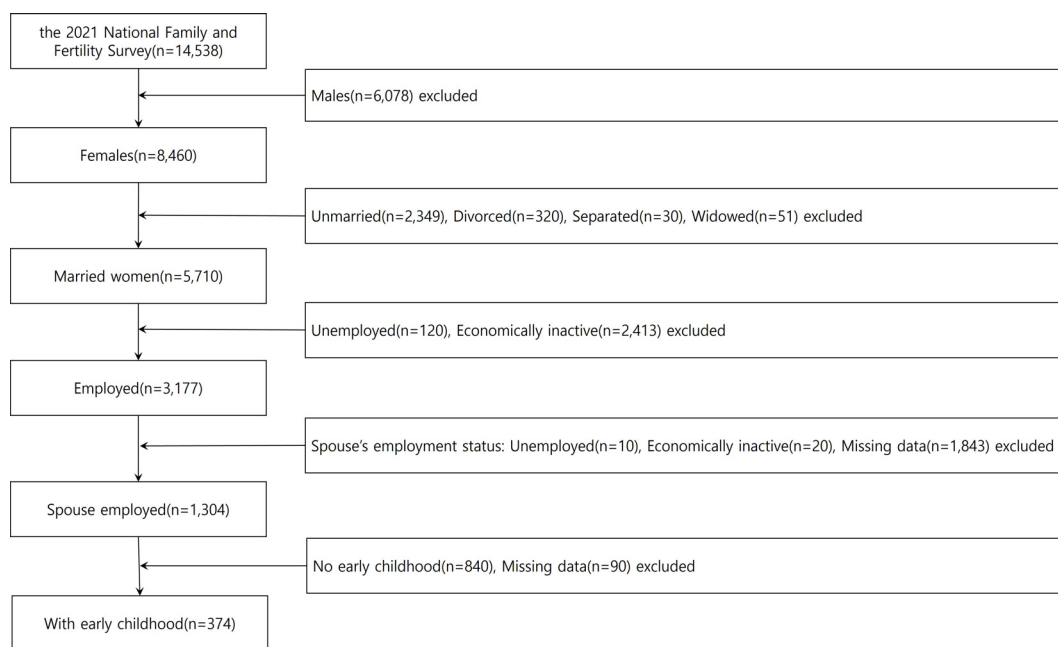 the 2021 National Family and
Fertility Survey(n=14,538)
Males(n=6,078) excluded
Females(n=8,460)
Unmarried(n=2,349), Divorced(n=320), Separated(n=30), Widowed(n=51) excluded
Married women(n=5,710)
Unemployed(n=120), Economically inactive(n=2,413) excluded
Employed(n=3,177)
Spouse's employment status: Unemployed(n=10), Economically inactive(n=20), Missing data(n=1,843) excluded
Spouse employed(n=1,304)
No early childhood(n=840), Missing data(n=90) excluded
With early childhood(n=374)